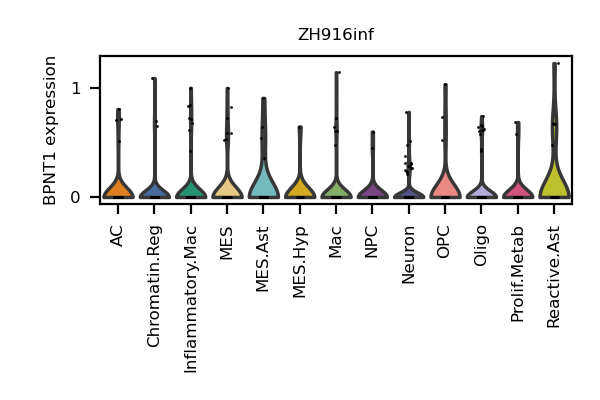 ZH916inf
BPNT1 expression
1
0
AC
Chromatin.Reg
Inflammatory.Mac
MES
MES.Ast
MES.Hyp
Mac
NPC
Neuron
OPC
Oligo
Prolif.Metab
Reactive.Ast